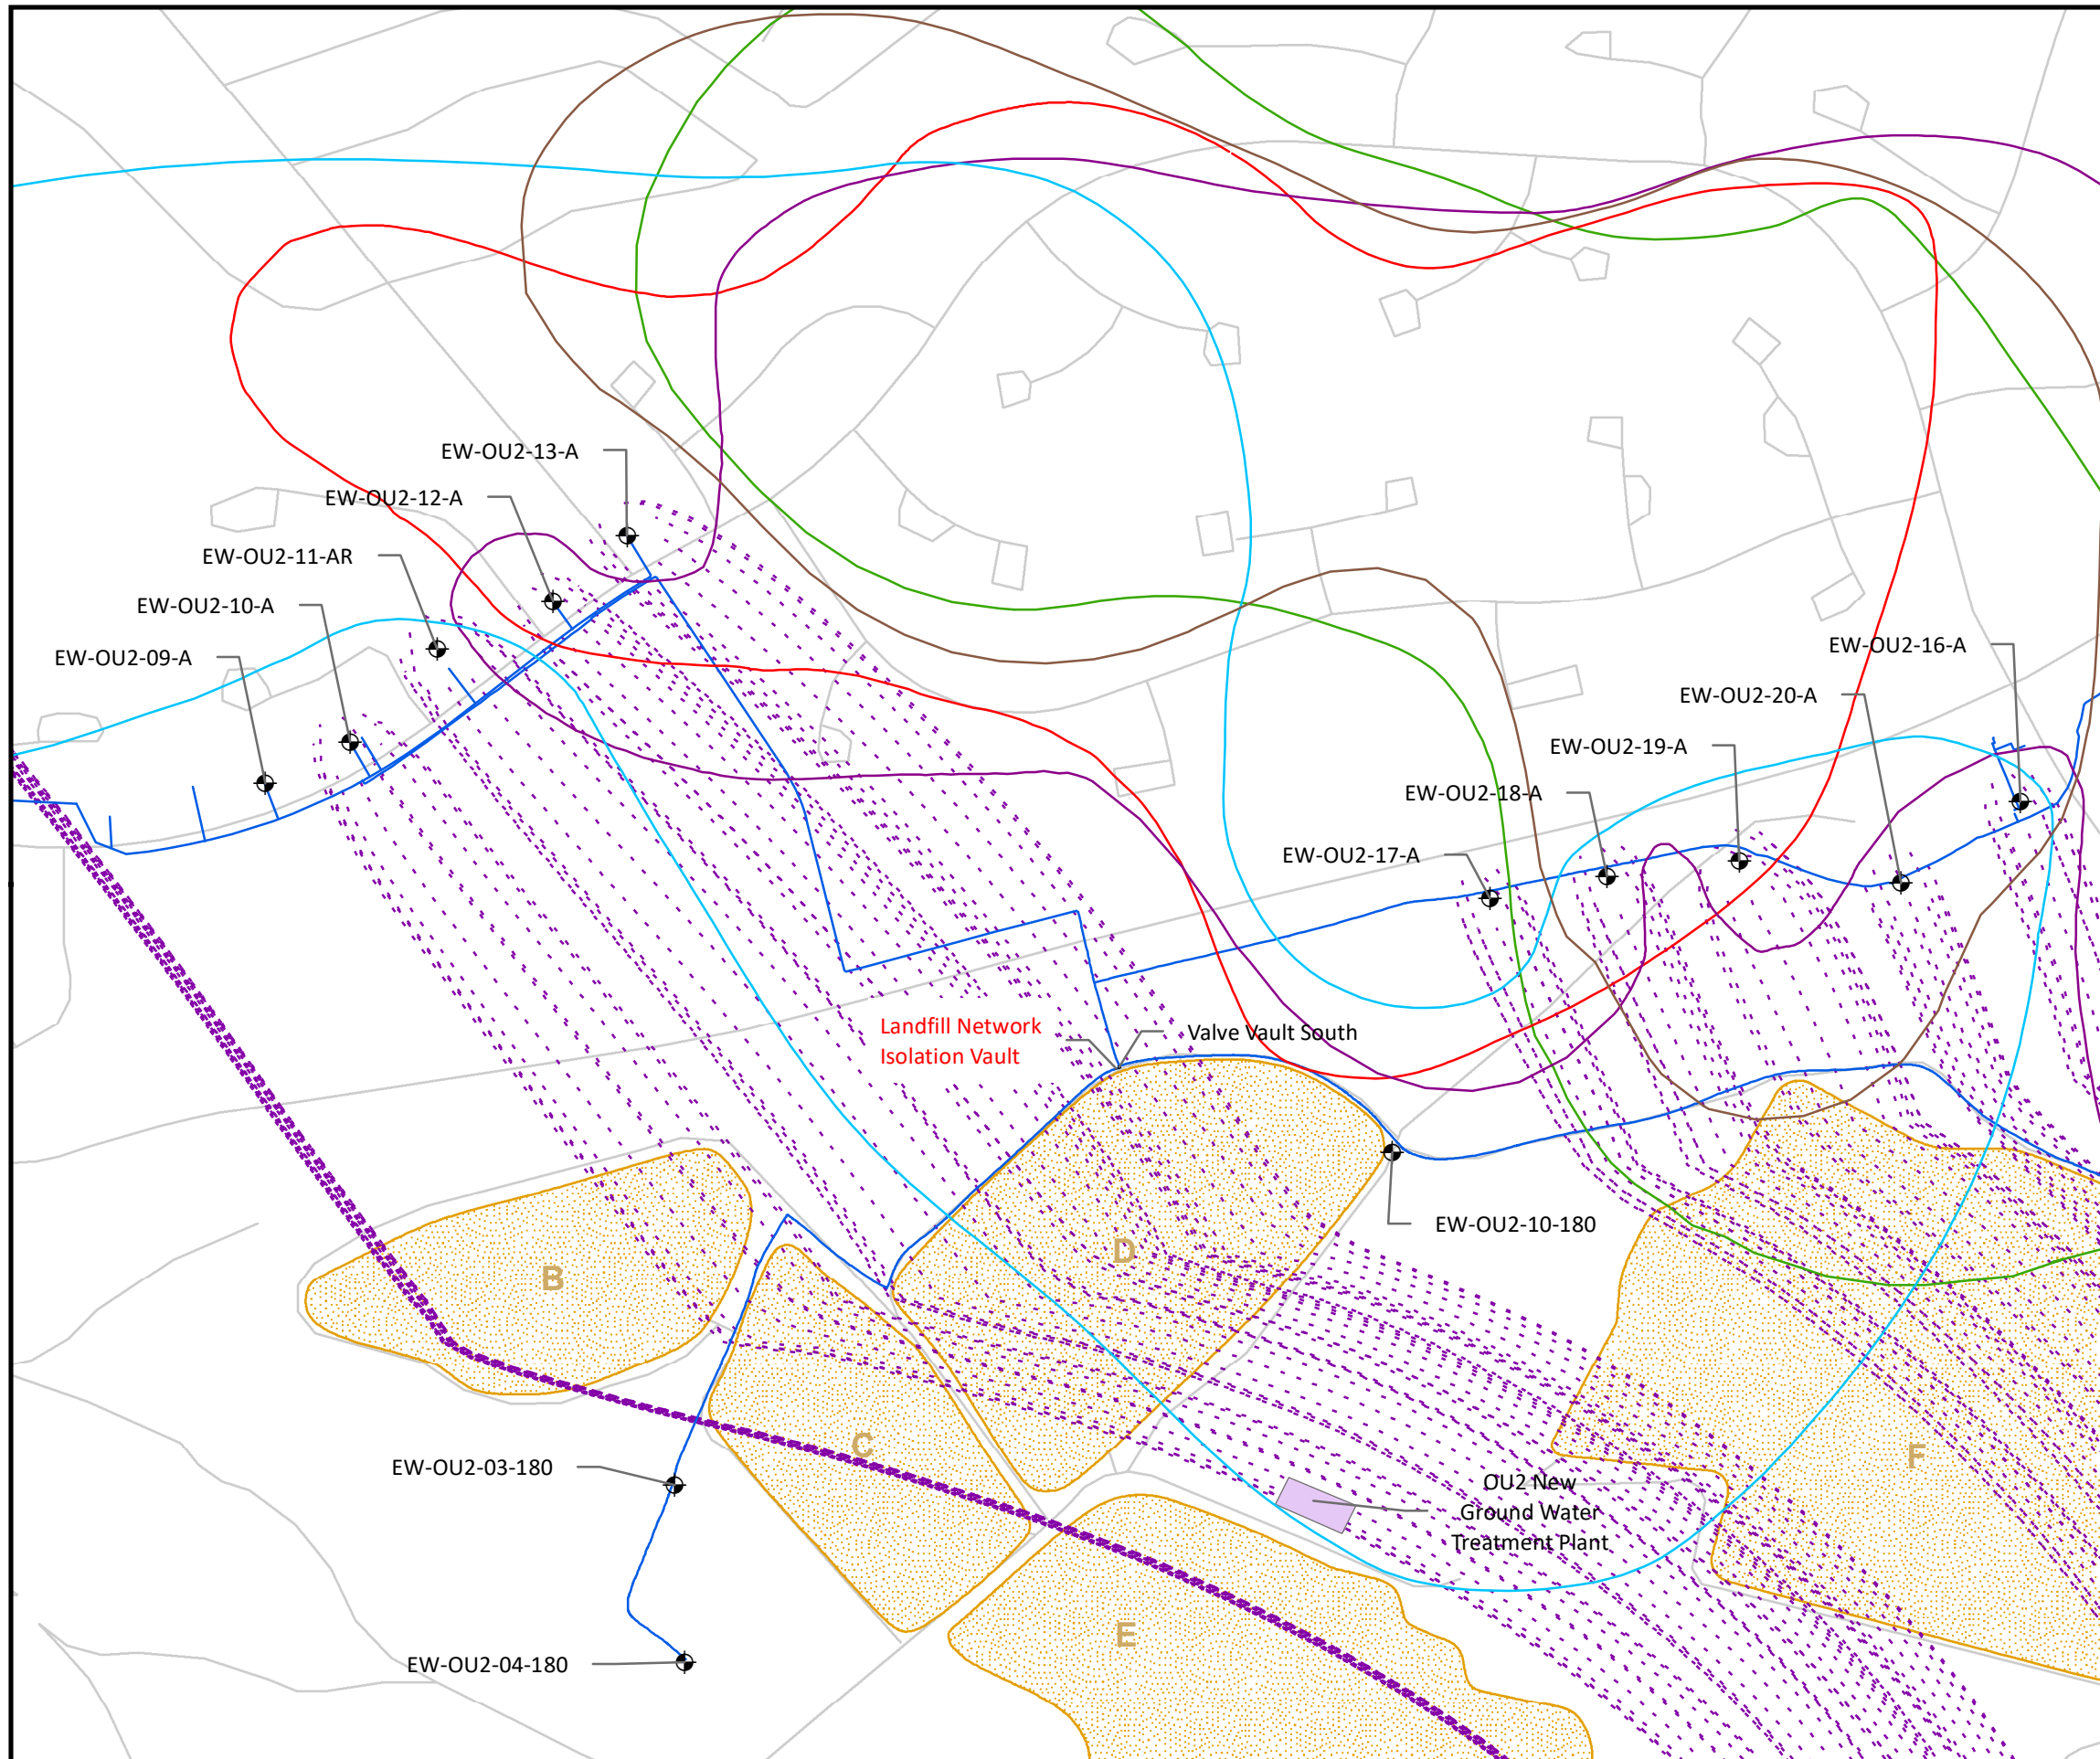 EW-OU2-13-A
EW-OU2-12-A
EW-OU2-11-AR
EW-OU2-10-A
EW-OU2-09-A
EW-OU2-16-A
EW-OU2-20-A
EW-OU2-19-A
EW-OU2-18-A
EW-OU2-17-A
Landfill Network
Isolation Vault
Valve Vault South
EW-OU2-10-180
D
B
C
F
EW-OU2-03-180
OU2 New
Ground Water
Treatment Plant
E
EW-OU2-04-180